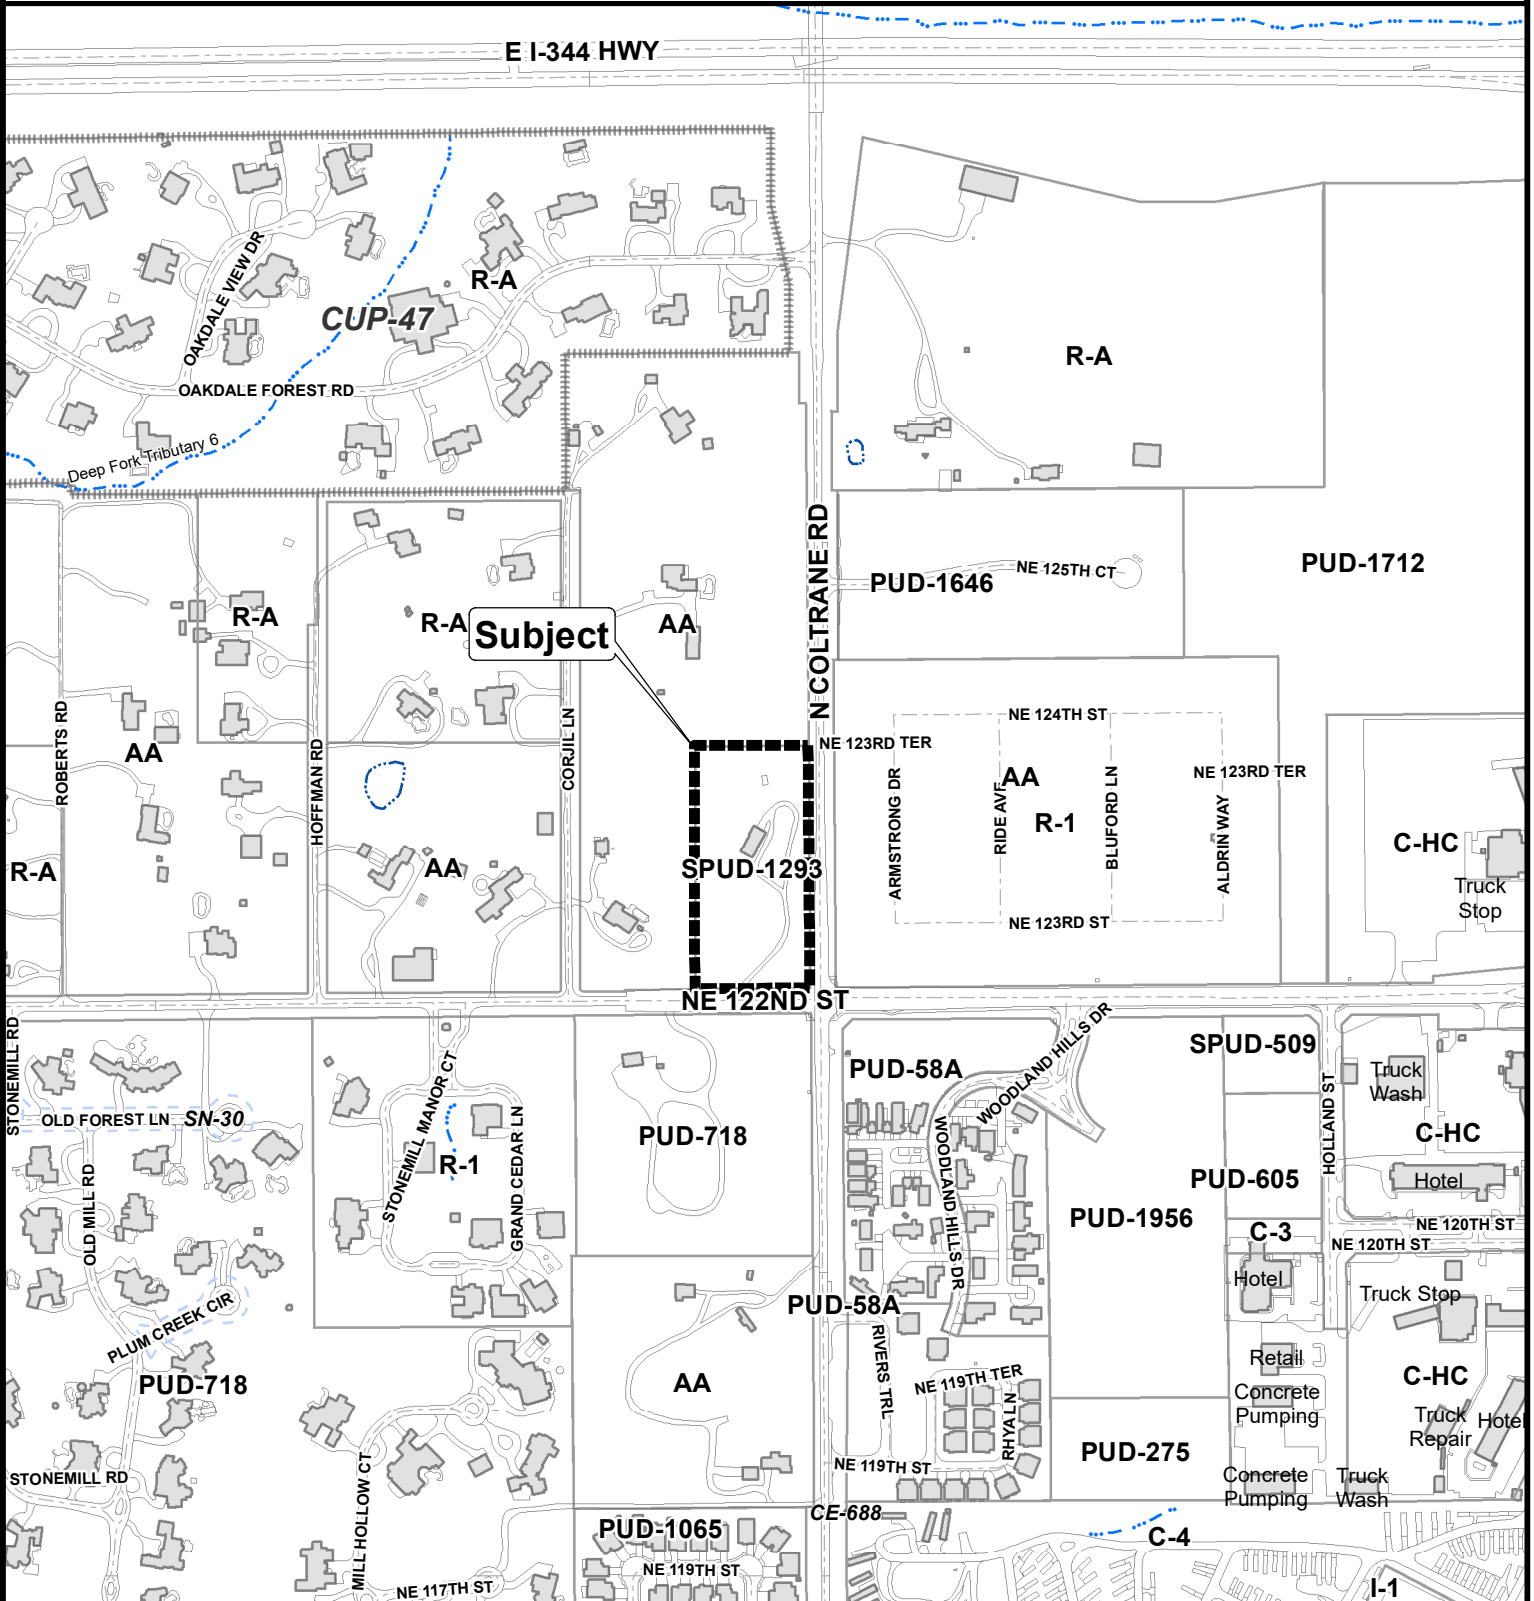 E I-344 HWY
OAKDALE VIEW DR
R-A
CUP-47
R-A
OAKDALE FOREST RD
Deep Fork Tributary 6
N COLTRANE RD
PUD-1646
NE 125TH CT
PUD-1712
R-A
R-A
Subject
AA
ROBERTS RD
AA
HOFFMAN RD
CORJIL LN
NE 124TH ST
NE 123RD TER
NE 123RD TER
AA
ARMSTRONG DR
RIDE AVE
BLUFORD LN
ALDRIN WAY
R-1
C-HC
Truck
Stop
R-A
AA
SPUD-1293
NE 123RD ST
NE 122ND ST
STONEMILL RD
WOODLAND HILLS DR
SPUD-509
PUD-58A
Truck
Wash
HOLLAND ST
OLD FOREST LN
SN-30
STONEMILL MANOR CT
GRAND CEDAR LN
R-1
PUD-718
WOODLAND HILLS DR
C-HC
OLD MILL RD
PUD-605
Hotel
PUD-1956
C-3
NE 120TH ST
NE 120TH ST
Hotel
Truck Stop
PLUM CREEK CIR
PUD-58A
RIVERS TRL
Retail
PUD-718
AA
NE 119TH TER
RHYA LN
C-HC
Concrete
Pumping
Truck
Repair
Hotel
PUD-275
STONEMILL RD
MILL HOLLOW CT
NE 119TH ST
Concrete
Pumping
Truck
Wash
CE-688
PUD-1065
C-4
NE 119TH ST
NE 117TH ST
I-1